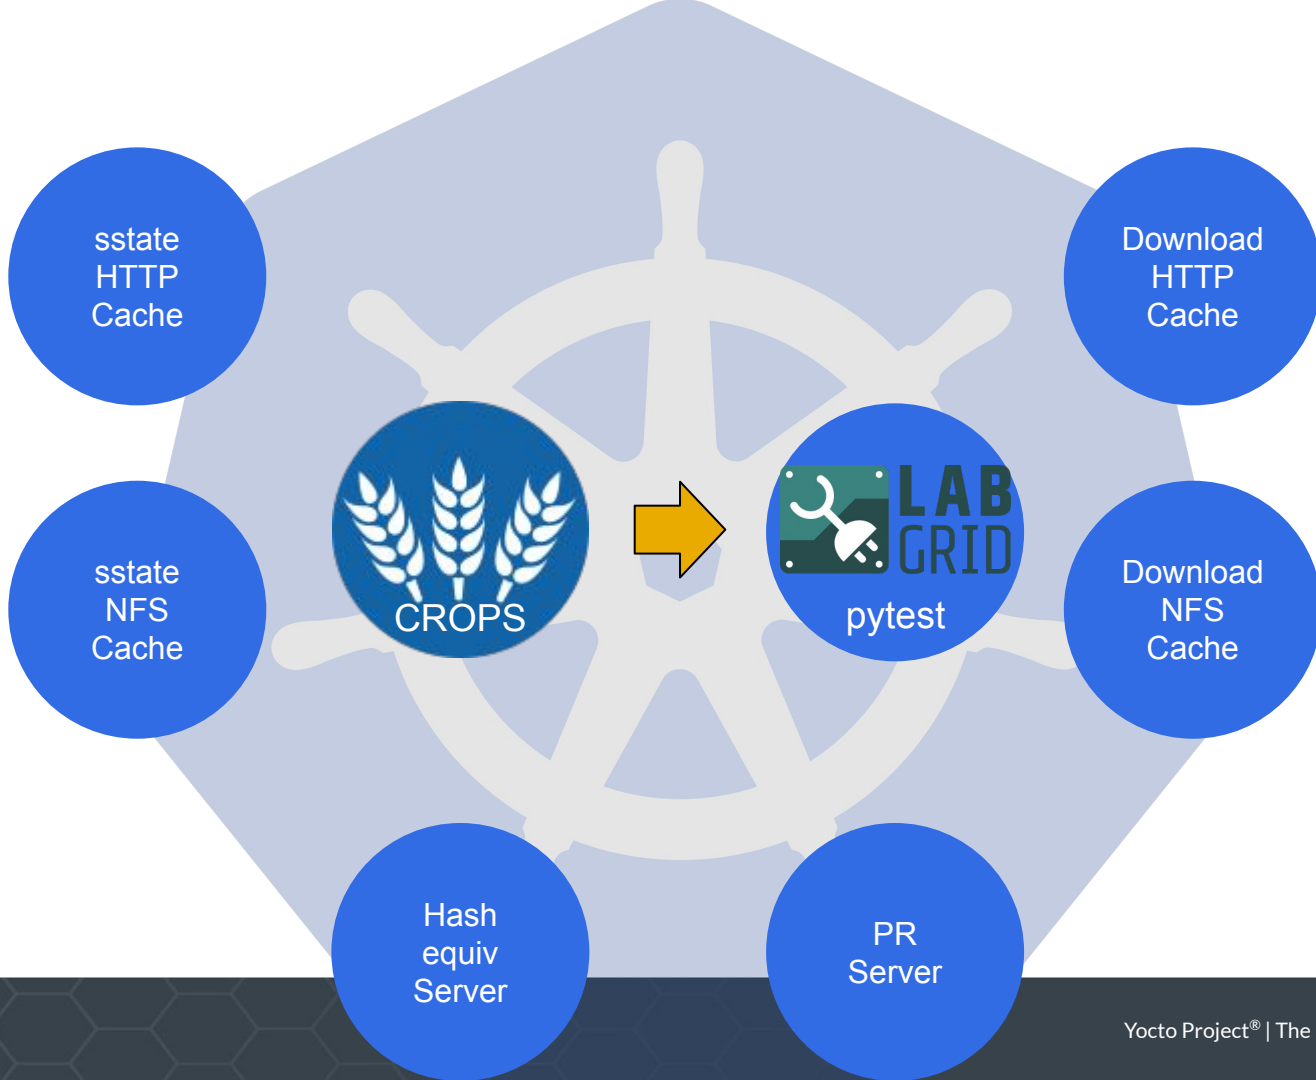 sstate
HTTP
Cache
Download
HTTP
Cache
CROPS
LAB
GRID
pytest
sstate
NFS
Cache
Download
NFS
Cache
Hash
equiv
Server
PR
Server
Yocto Project® | The